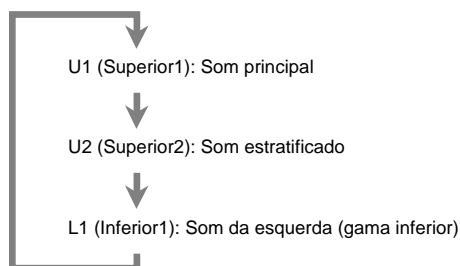 U1 (Superior1): Som principal
U2 (Superior2): Som estratificado
L1 (Inferior1): Som da esquerda (gama inferior)